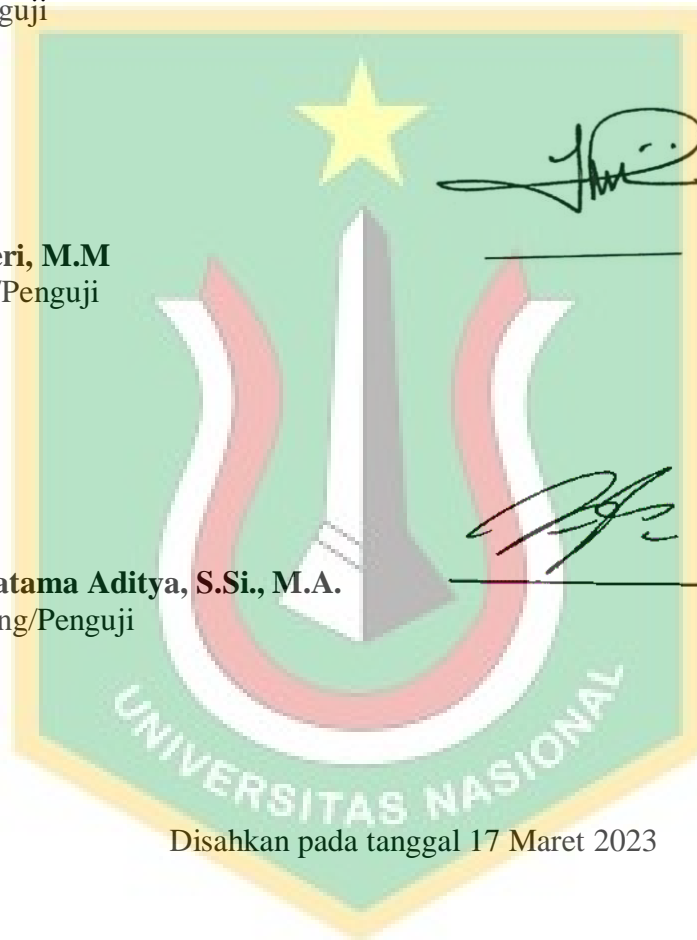 guji
eri, M.M
/Penguji
atama Aditya, S.Si., M.A.
ng/Penguji
UNIVERSITAS NASIONAL
Disahkan pada tanggal 17 Maret 2023